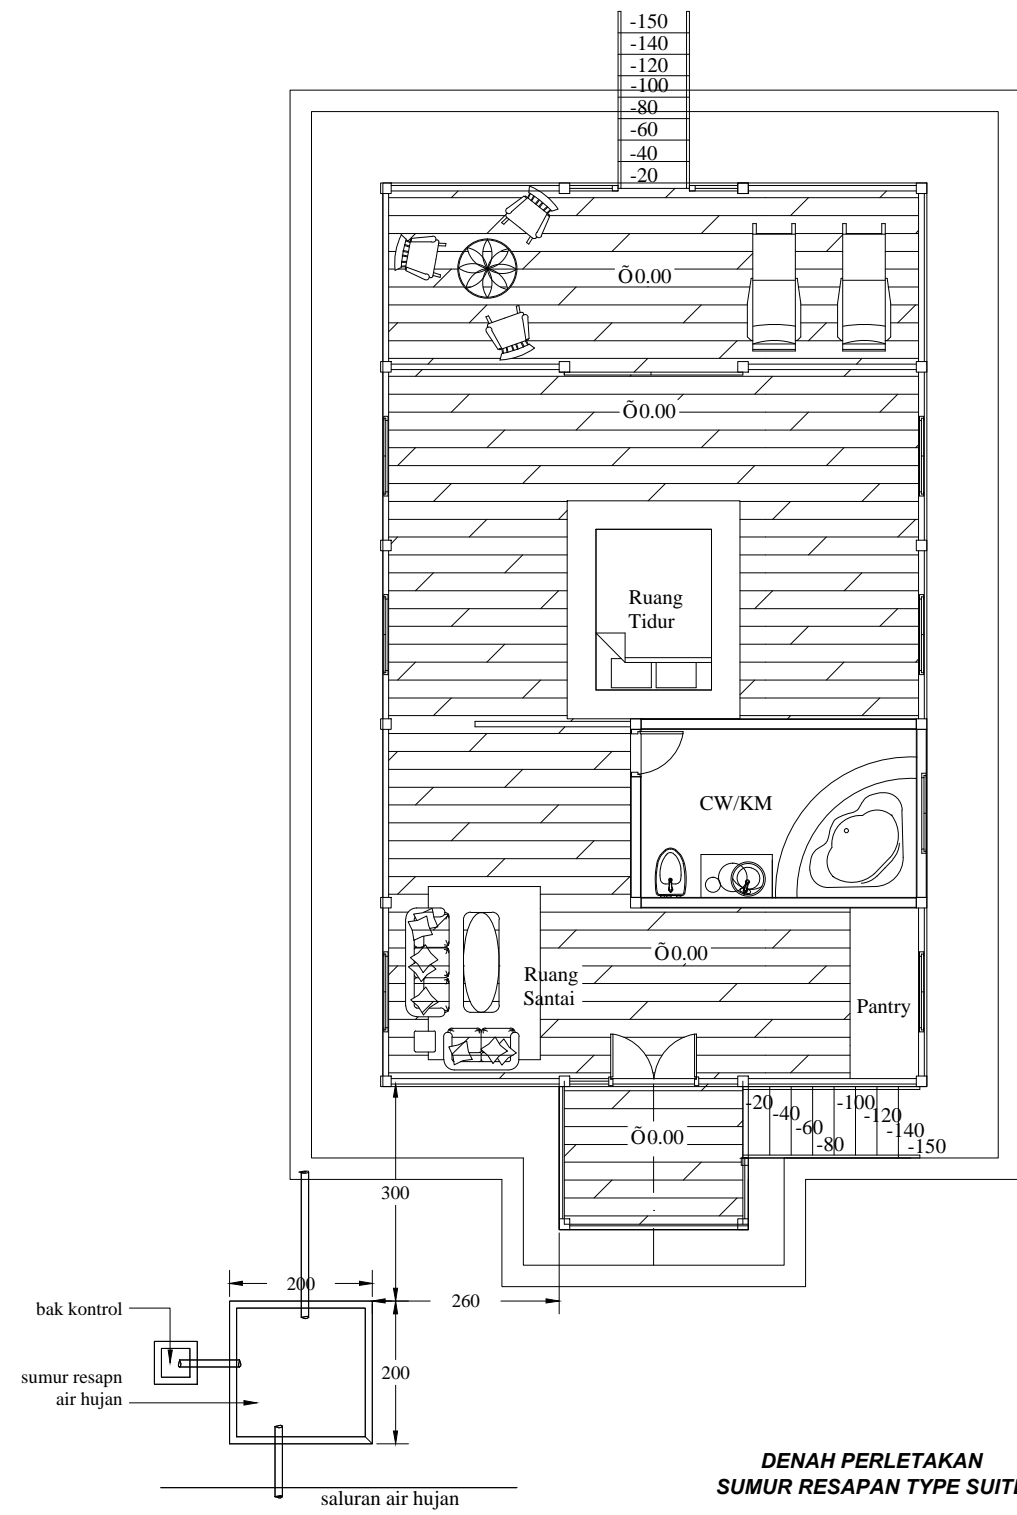 -150
-140
-120
-100
-80
-60
-40
-20
Õ0.00
Õ0.00
Ruang
Tidur
CW/KM
Õ0.00
Ruang
Santai
Pantry
-20
-40
-60
-80
-100
-120
-140
-150
Õ0.00
300
200
260
bak kontrol
200
sumur resapn
air hujan
saluran air hujan
DENAH PERLETAKAN
SUMUR RESAPAN TYPE SUITE